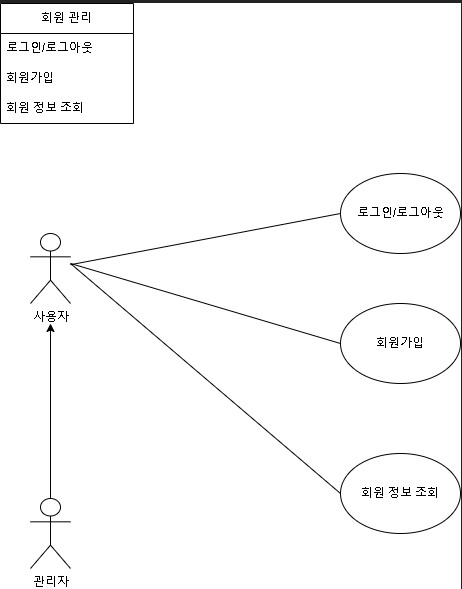 회원 관리
로그인/로그아웃
회원가입
회원 정보 조회
로그인/로그아웃
사용자
회원가입
회원 정보 조회
관리자